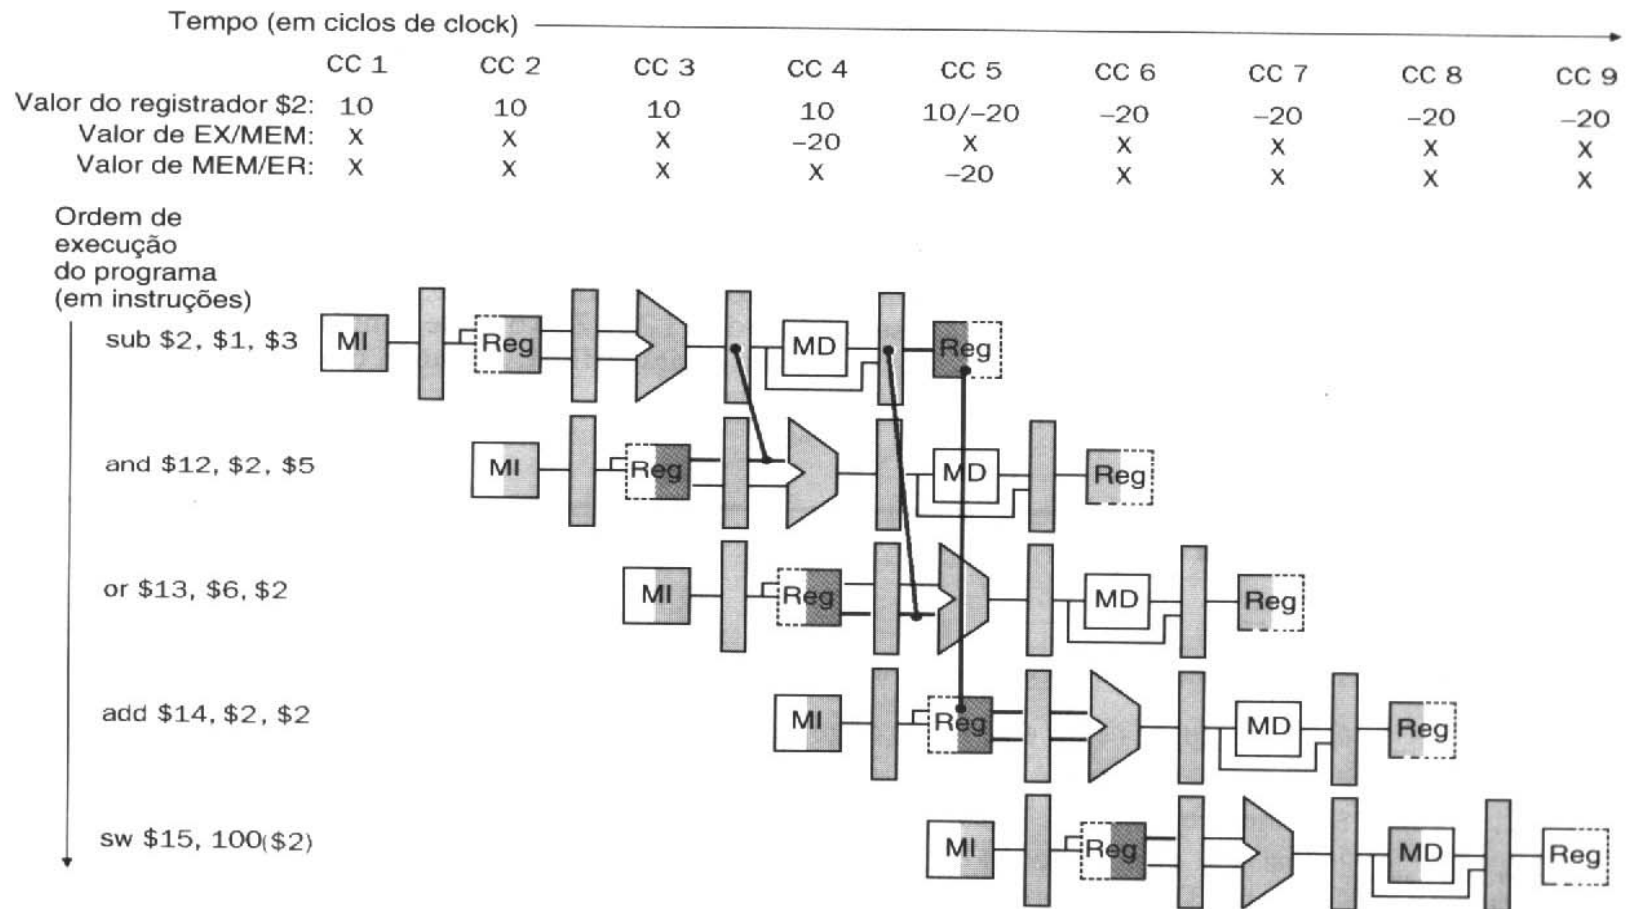 Tempo (em ciclos de clock)
CC 1 CC 2 CC 3 CC 4 CC 5 CC 6 CC 7 CC 8 CC 9
Valor do registrador $2: 10 10 10 10 10/−20 −20 −20 −20 −20
Valor de EX/MEM: X X X −20 X X X X X
Valor de MEM/ER: X X X X −20 X X X X
Ordem de
execução
do programa
(em instruções)
sub $2, $1, $3 MI Reg MD Reg
and $12, $2, $5 MI Reg MD Reg
or $13, $6, $2 MI Reg MD Reg
add $14, $2, $2 MI Reg MD Reg
sw $15, 100($2) MI Reg MD Reg